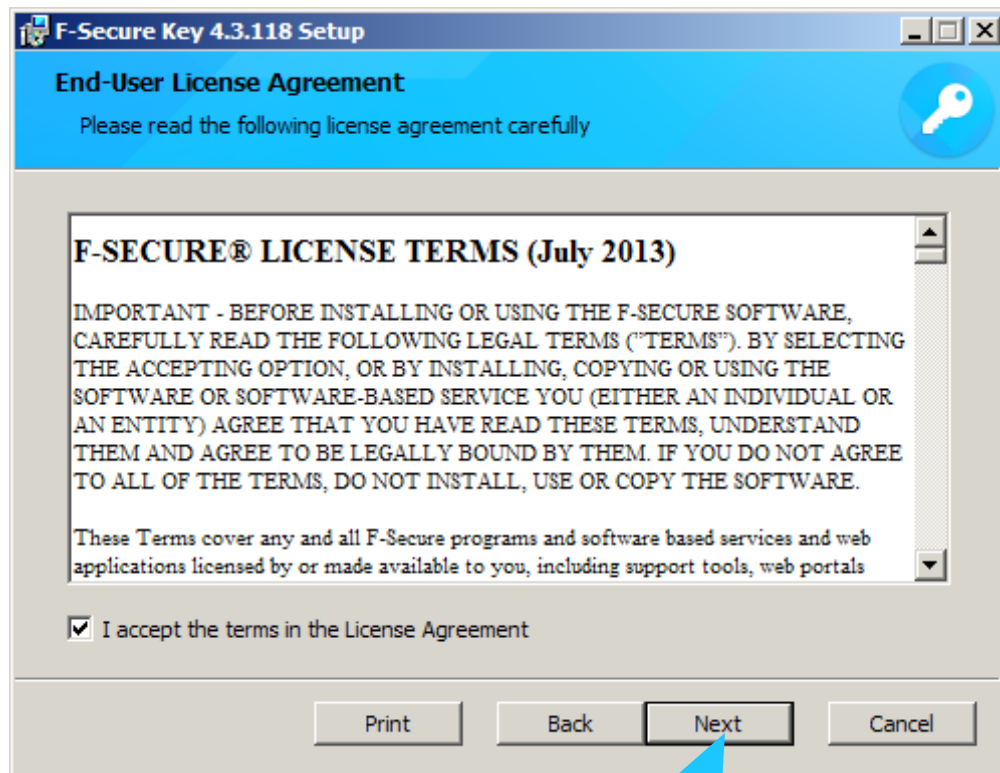 F-Secure Key 4.3.118 Setup
End-User License Agreement
Please read the following license agreement carefully
F-SECURE® LICENSE TERMS (July 2013)
IMPORTANT - BEFORE INSTALLING OR USING THE F-SECURE SOFTWARE,
CAREFULLY READ THE FOLLOWING LEGAL TERMS ("TERMS"). BY SELECTING
THE ACCEPTING OPTION, OR BY INSTALLING, COPYING OR USING THE
SOFTWARE OR SOFTWARE-BASED SERVICE YOU (EITHER AN INDIVIDUAL OR
AN ENTITY) AGREE THAT YOU HAVE READ THESE TERMS, UNDERSTAND
THEM AND AGREE TO BE LEGALLY BOUND BY THEM. IF YOU DO NOT AGREE
TO ALL OF THE TERMS, DO NOT INSTALL, USE OR COPY THE SOFTWARE.
These Terms cover any and all F-Secure programs and software based services and web
applications licensed by or made available to you, including support tools, web portals
I accept the terms in the License Agreement
Print Back Next Cancel